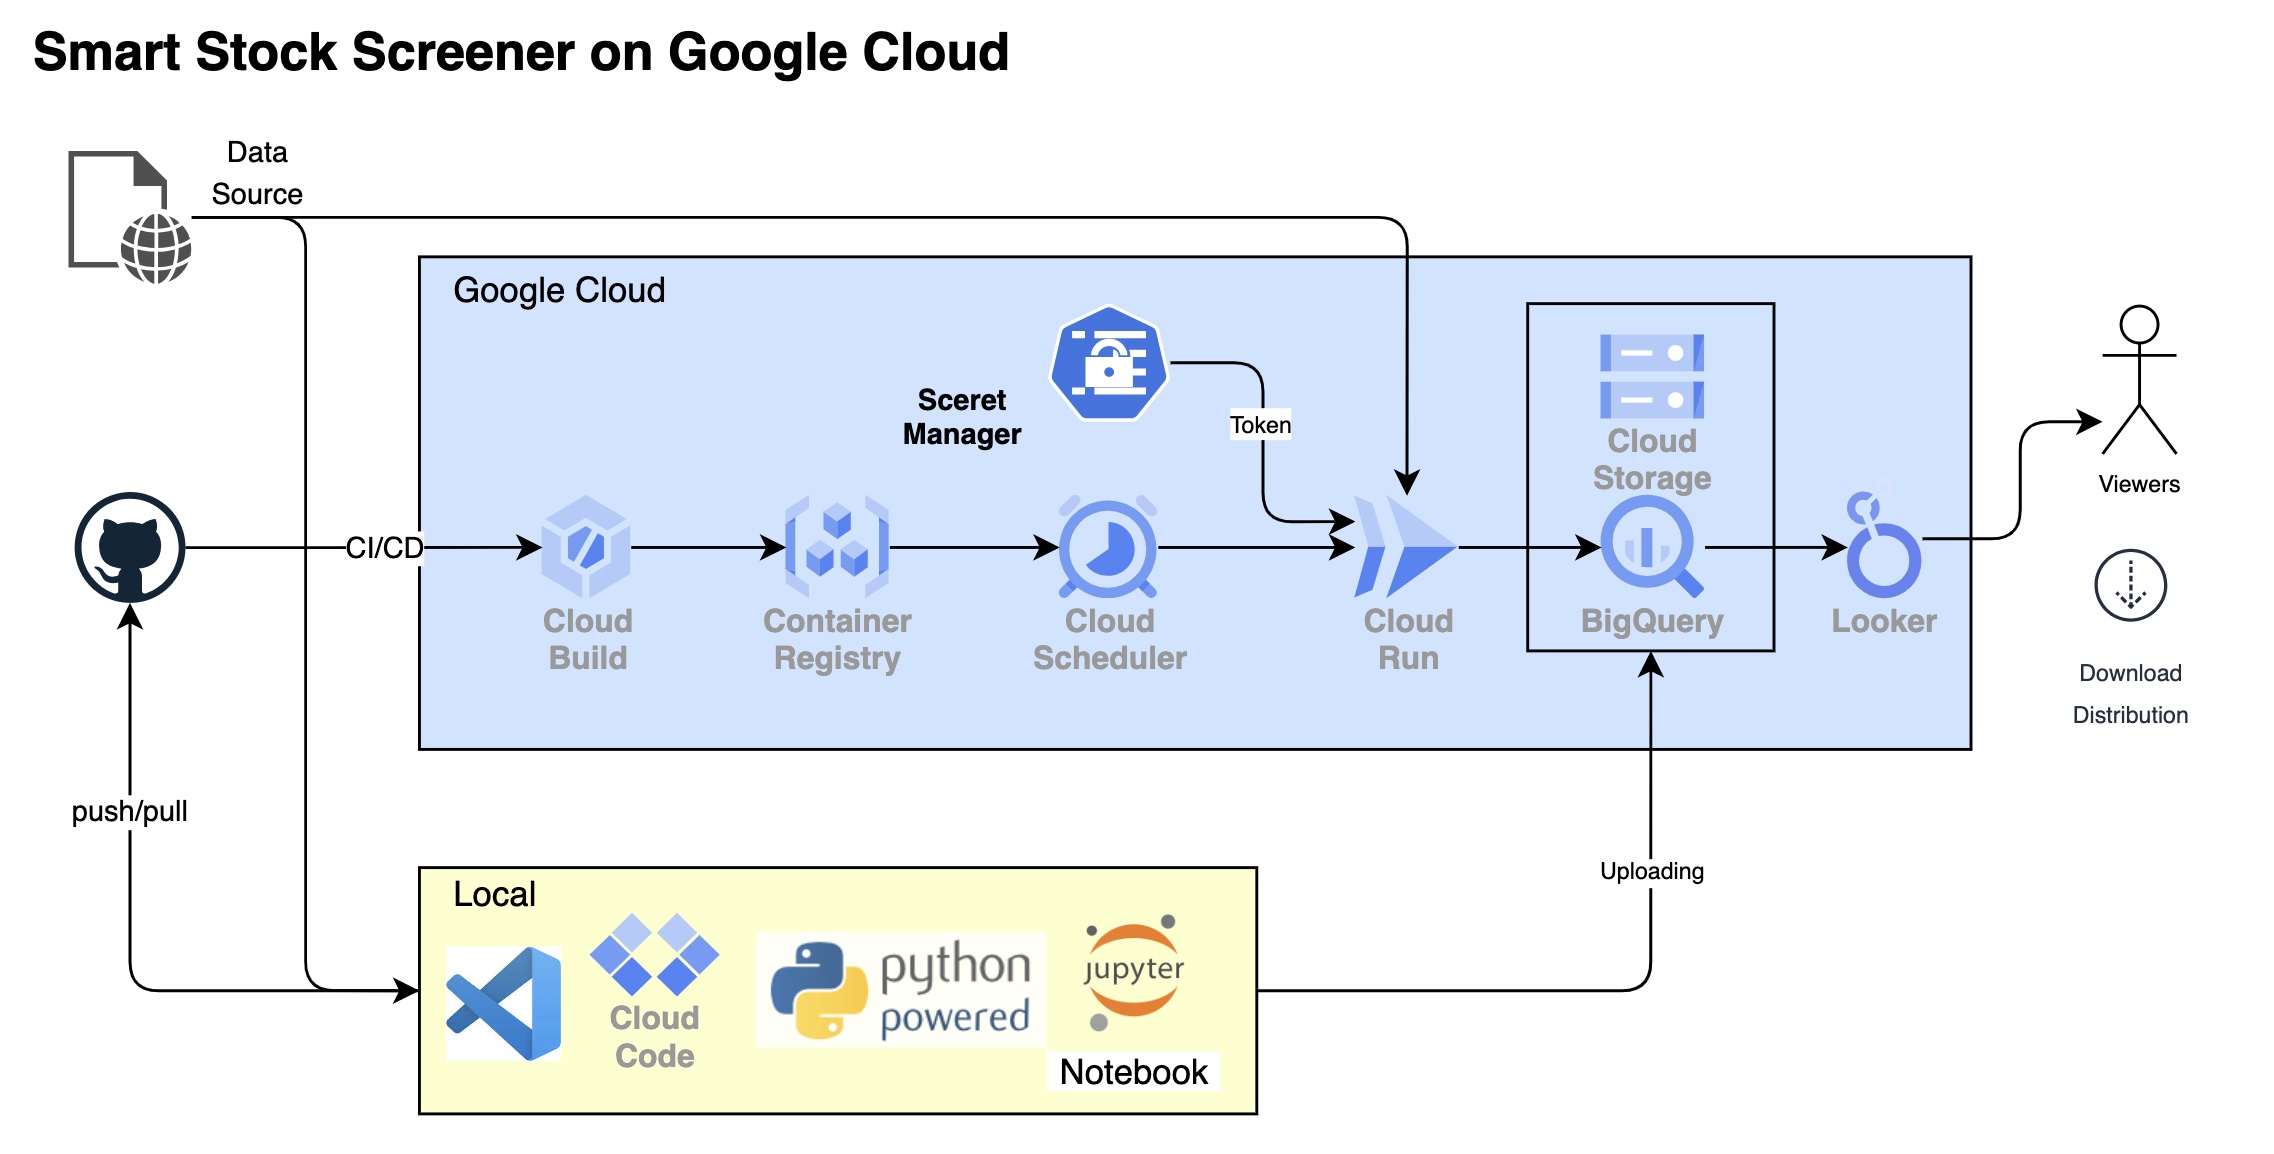 Smart Stock Screener on Google Cloud
Data
Source
Google Cloud
Sceret
Manager
Token
Cloud
Storage
Viewers
CI/CD
Cloud
Build
Container
Registry
Cloud
Scheduler
Cloud
Run
BigQuery
Looker
Download
Distribution
push/pull
Uploading
Local
Cloud
Code
python
powered
jupyter
Notebook